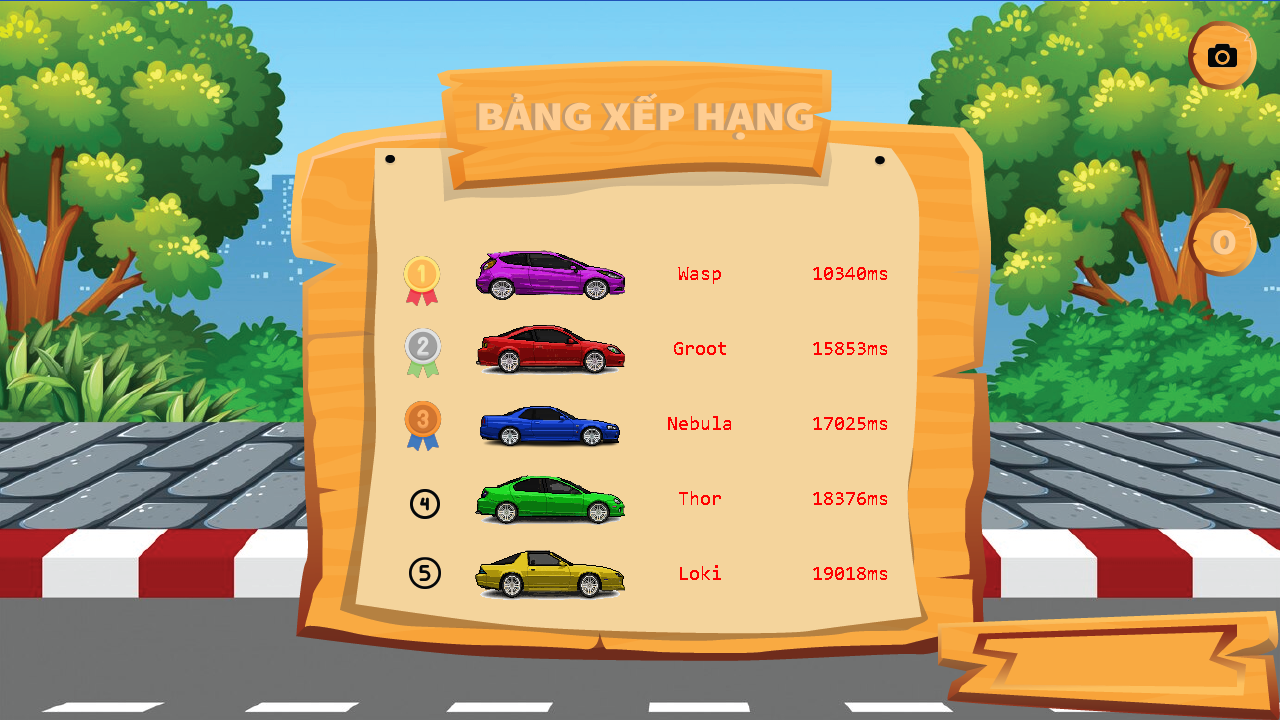 BẢNG XẾP HẠNG
1 Wasp 10340ms
2 Groot 15853ms
3 Nebula 17025ms
4 Thor 18376ms
5 Loki 19018ms
O